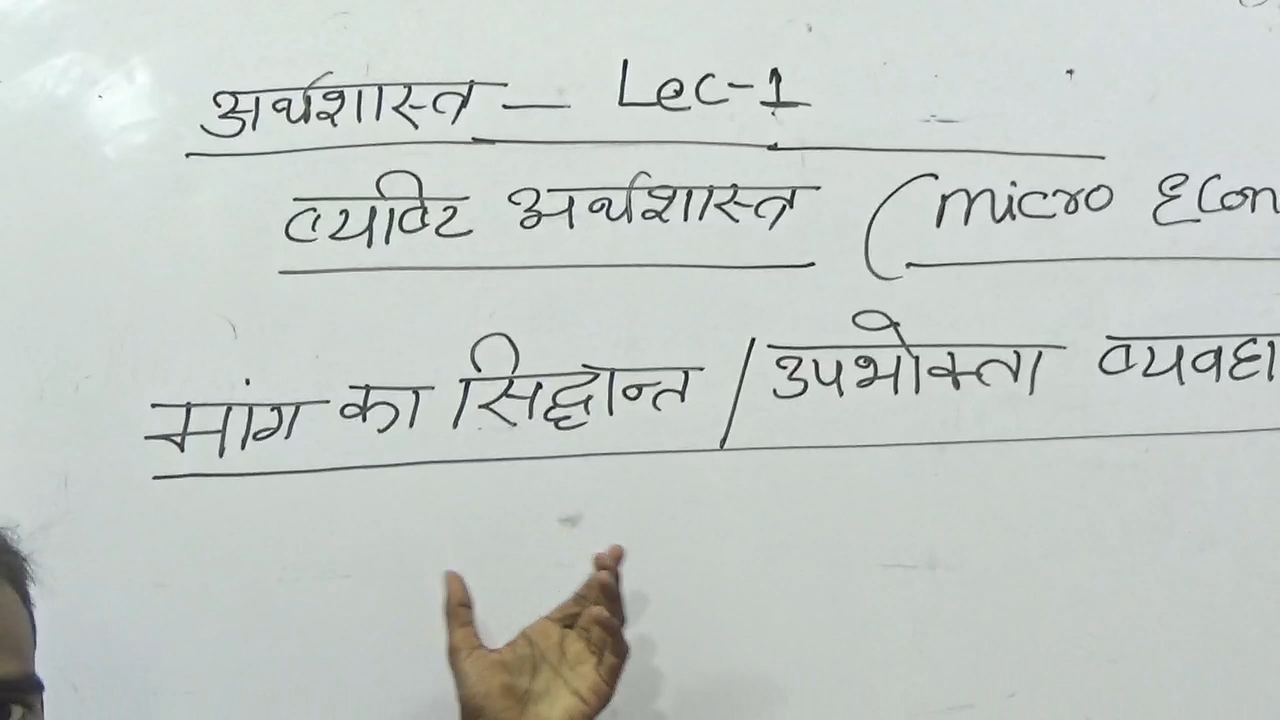 अर्थशास्त्र — Lec-1
व्यष्टि अर्थशास्त्र (micro Econ
मांग का सिद्धान्त / उपभोक्ता व्यवहा